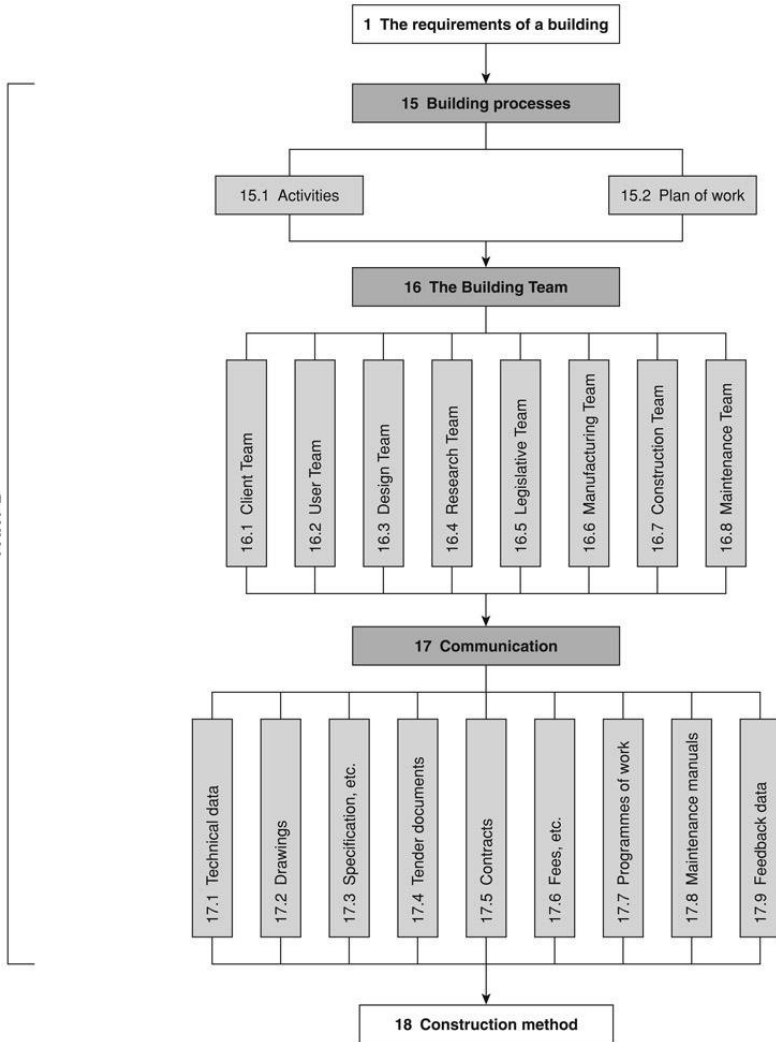 1 The requirements of a building
15 Building processes
15.1 Activities
15.2 Plan of work
16 The Building Team
16.1 Client Team
16.2 User Team
16.3 Design Team
16.4 Research Team
16.5 Legislative Team
16.6 Manufacturing Team
16.7 Construction Team
16.8 Maintenance Team
17 Communication
17.1 Technical data
17.2 Drawings
17.3 Specification, etc.
17.4 Tender documents
17.5 Contracts
17.6 Fees, etc.
17.7 Programmes of work
17.8 Maintenance manuals
17.9 Feedback data
18 Construction method